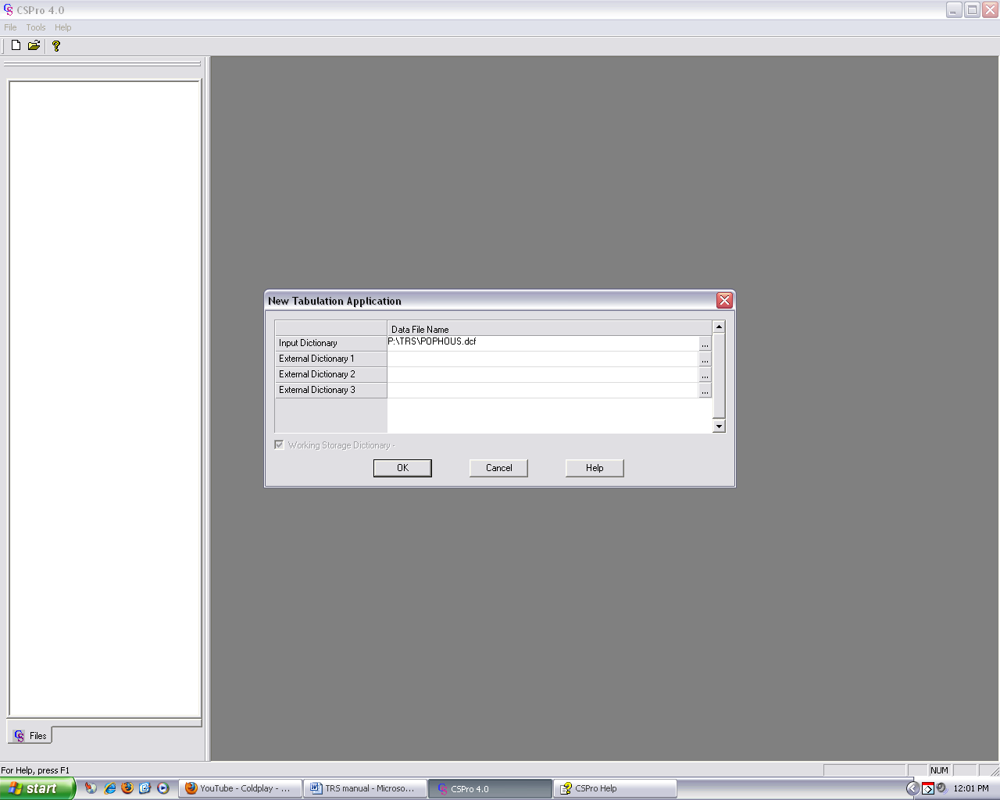 CSPro 4.0
File Tools Help
New Tabulation Application
Data File Name
Input Dictionary P:\TRS\POPHOUS.dcf ...
External Dictionary 1 ...
External Dictionary 2 ...
External Dictionary 3 ...
Working Storage Dictionary -
OK Cancel Help
Files
For Help, press F1 NUM
start YouTube - Coldplay - ... TRS manual - Microso... CSPro 4.0 CSPro Help 12:01 PM